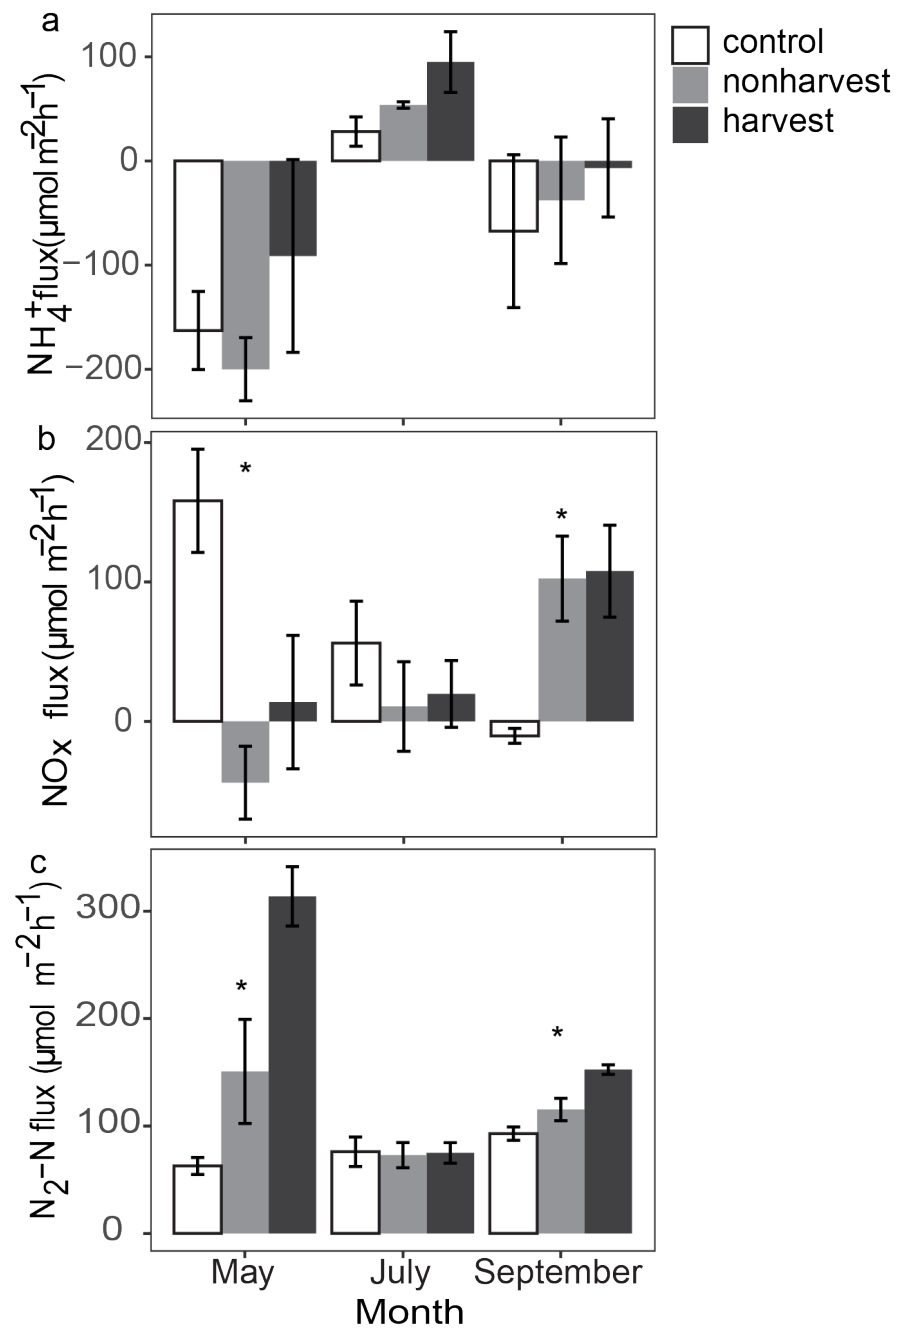 a
control
nonharvest
harvest
100
0
−100
−200
NH4+ flux(µmol m−2h−1)
b
200
100
0
*
*
NOx flux(µmol m−2h−1)
c
300
200
100
0
*
*
N2−N flux (µmol m−2h−1)
May July September
Month